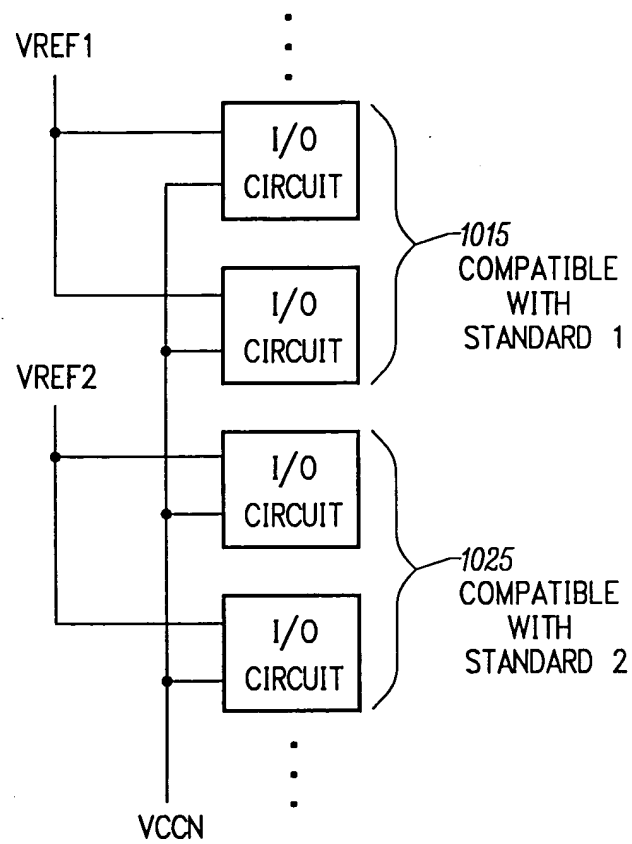 VREF1
I/O
CIRCUIT
I/O
CIRCUIT
1015
COMPATIBLE
WITH
STANDARD 1
VREF2
I/O
CIRCUIT
I/O
CIRCUIT
1025
COMPATIBLE
WITH
STANDARD 2
VCCN